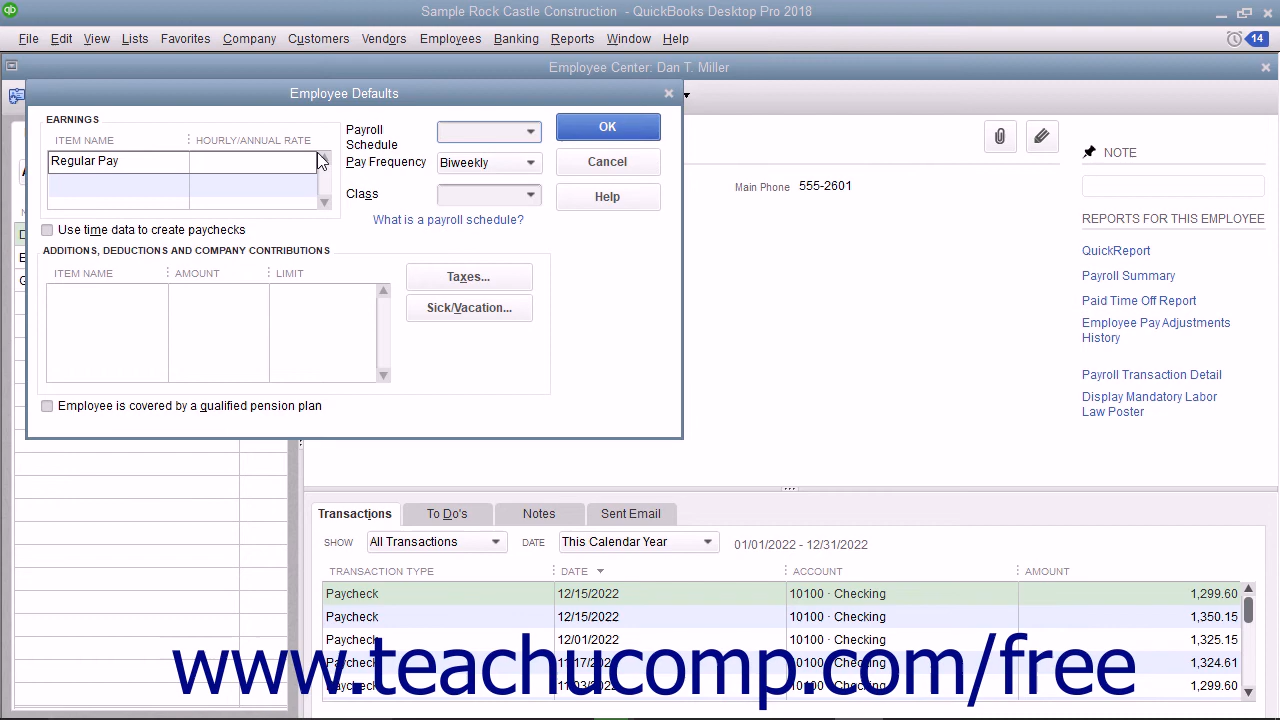 Sample Rock Castle Construction - QuickBooks Desktop Pro 2018
File Edit View Lists Favorites Company Customers Vendors Employees Banking Reports Window Help 14
Employee Center: Dan T. Miller
Employee Defaults
EARNINGS
ITEM NAME HOURLY/ANNUAL RATE
Regular Pay
Use time data to create paychecks
Payroll Schedule
Pay Frequency Biweekly
Class
What is a payroll schedule?
OK
Cancel
Help
ADDITIONS, DEDUCTIONS AND COMPANY CONTRIBUTIONS
ITEM NAME AMOUNT LIMIT
Taxes...
Sick/Vacation...
Employee is covered by a qualified pension plan
Main Phone 555-2601
NOTE
REPORTS FOR THIS EMPLOYEE
QuickReport
Payroll Summary
Paid Time Off Report
Employee Pay Adjustments
History
Payroll Transaction Detail
Display Mandatory Labor
Law Poster
Transactions To Do's Notes Sent Email
SHOW All Transactions DATE This Calendar Year 01/01/2022 - 12/31/2022
TRANSACTION TYPE DATE ACCOUNT AMOUNT
Paycheck 12/15/2022 10100 · Checking 1,299.60
Paycheck 12/15/2022 10100 · Checking 1,350.15
Paycheck 12/01/2022 10100 · Checking 1,325.15
Paycheck 11/17/2022 10100 · Checking 1,324.61
Paycheck 11/03/2022 10100 · Checking 1,299.60
www.teachucomp.com/free